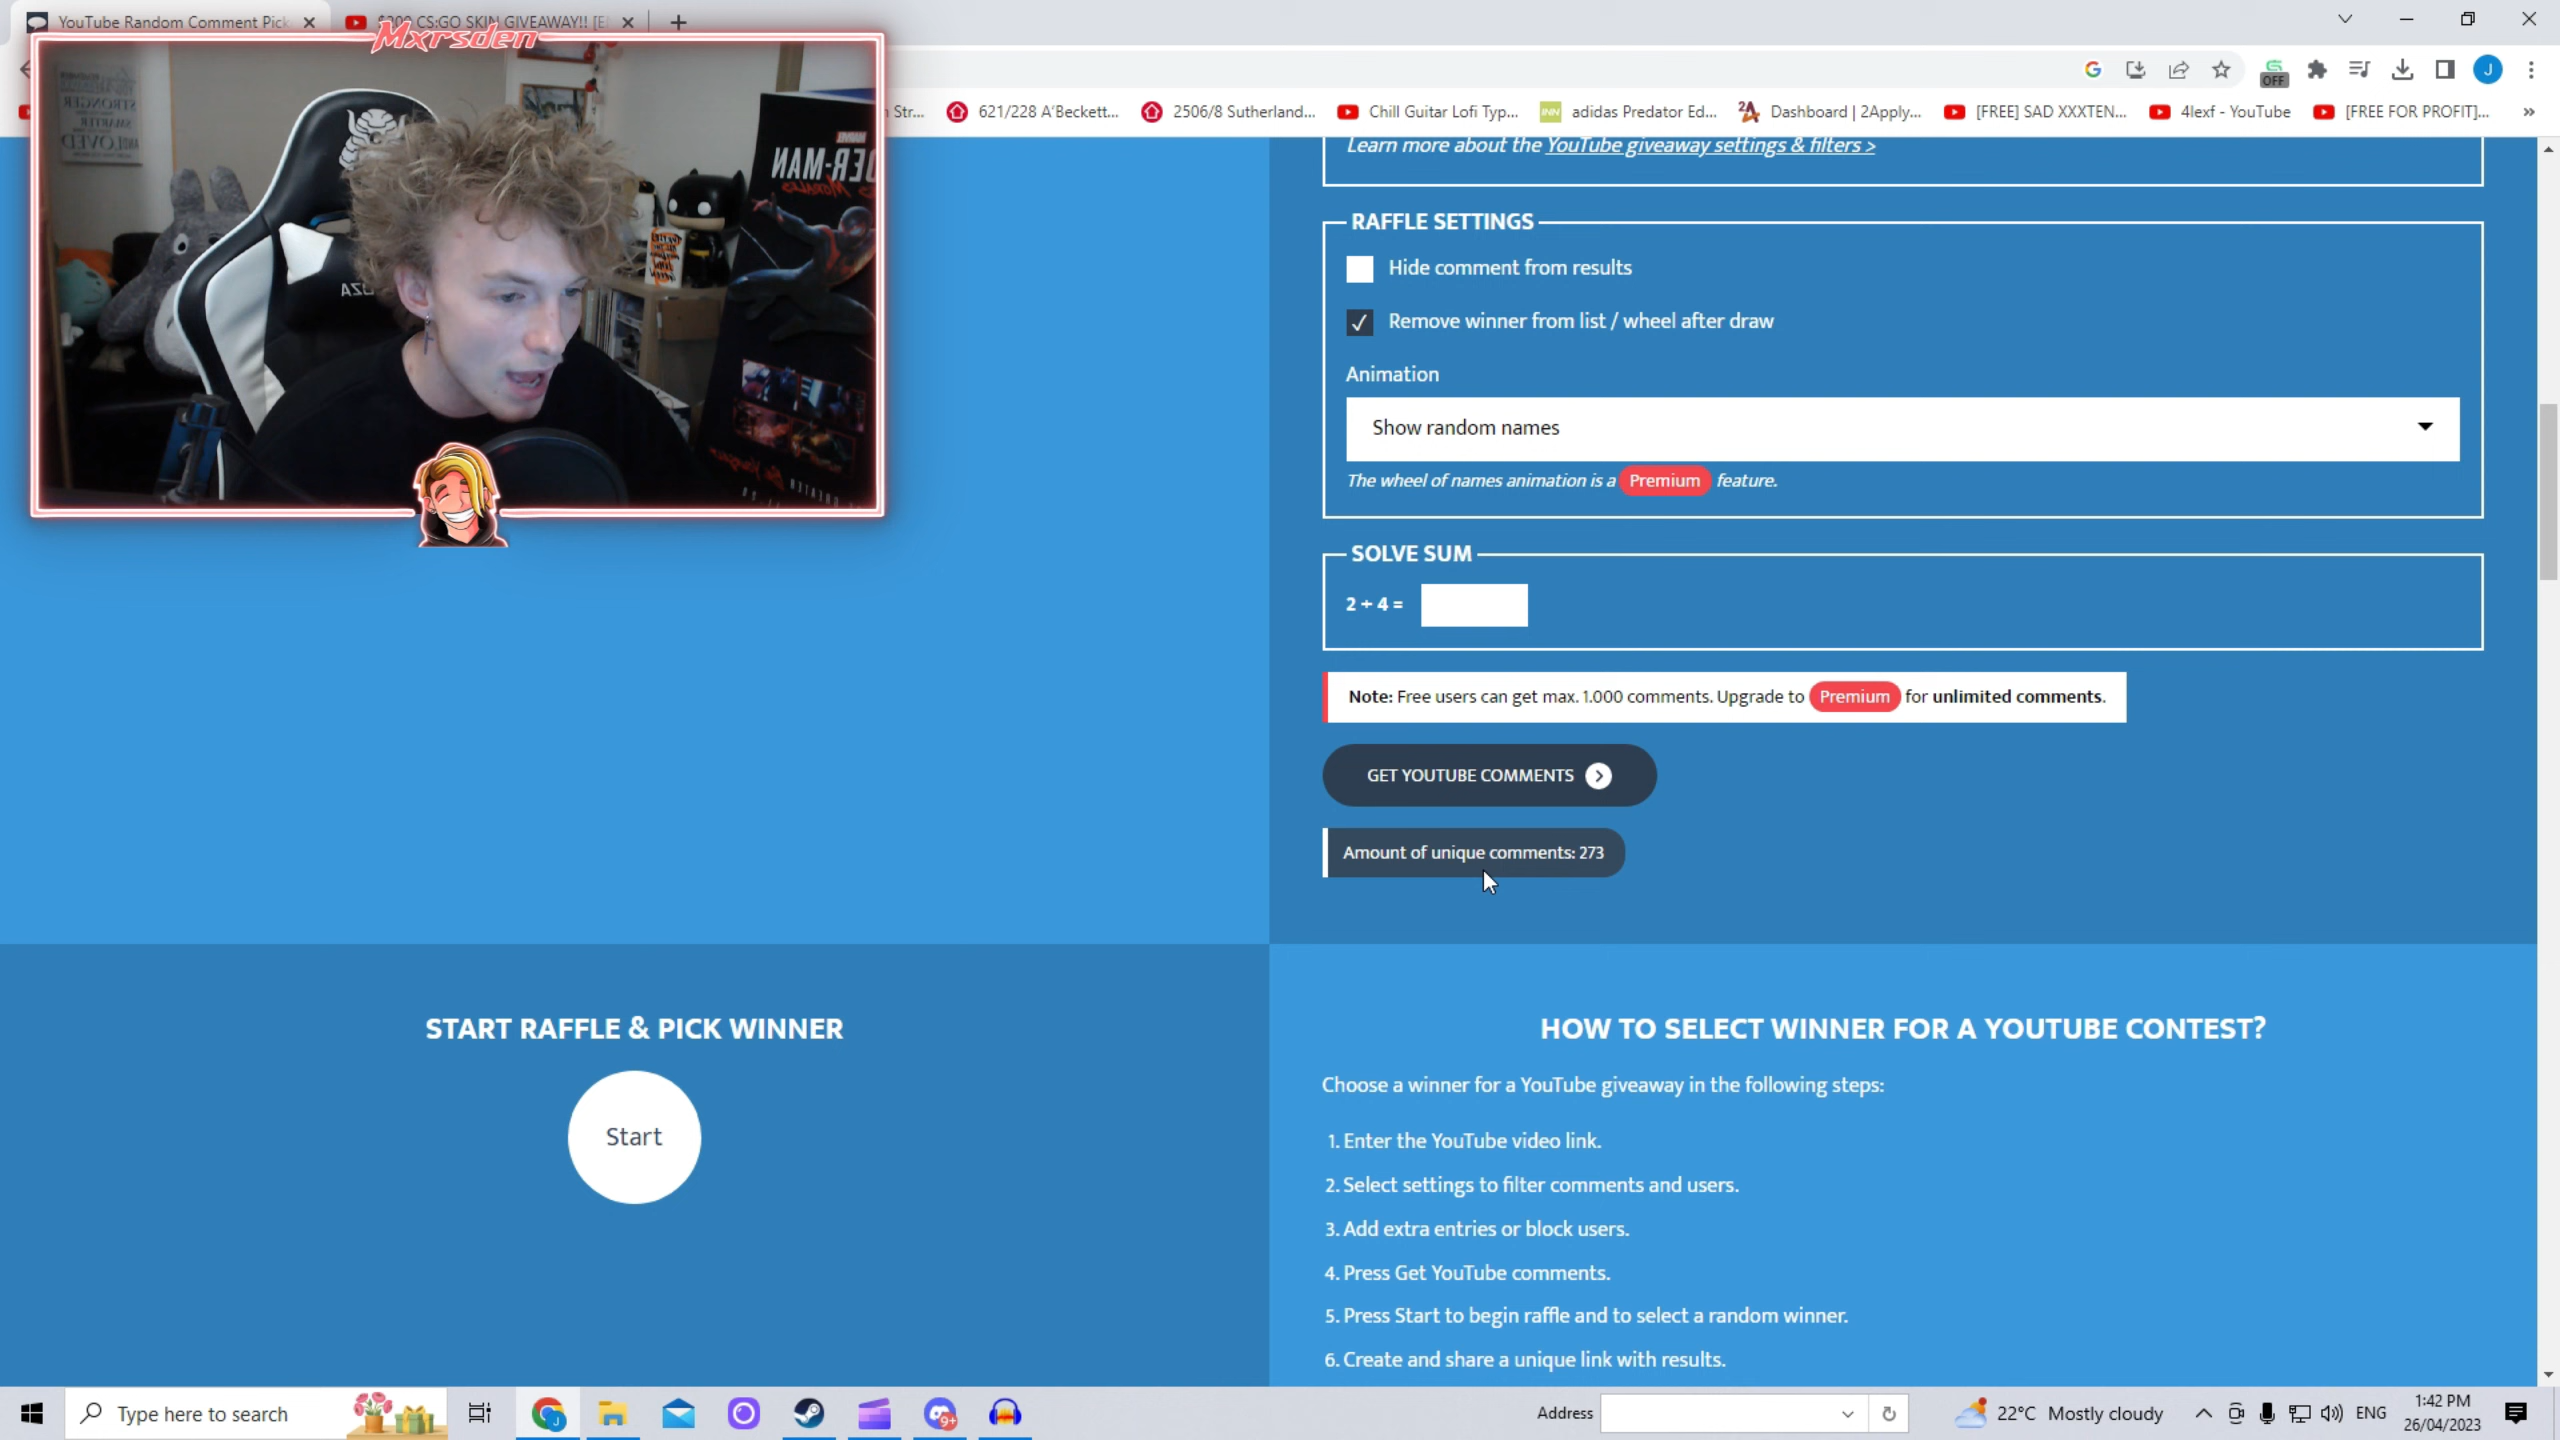 YouTube Random Comment Pick
$200 CS:GO SKIN GIVEAWAY!! [E
Mxrsden
OFF
J
Str...
621/228 A'Beckett...
2506/8 Sutherland...
Chill Guitar Lofi Typ...
adidas Predator Ed...
Dashboard | 2Apply...
[FREE] SAD XXXTEN...
4lexf - YouTube
[FREE FOR PROFIT]...
Learn more about the YouTube giveaway settings & filters >
RAFFLE SETTINGS
Hide comment from results
Remove winner from list / wheel after draw
Animation
Show random names
The wheel of names animation is a Premium feature.
SOLVE SUM
2 + 4 =
Note: Free users can get max. 1.000 comments. Upgrade to Premium for unlimited comments.
GET YOUTUBE COMMENTS
Amount of unique comments: 273
START RAFFLE & PICK WINNER
Start
HOW TO SELECT WINNER FOR A YOUTUBE CONTEST?
Choose a winner for a YouTube giveaway in the following steps:
1. Enter the YouTube video link.
2. Select settings to filter comments and users.
3. Add extra entries or block users.
4. Press Get YouTube comments.
5. Press Start to begin raffle and to select a random winner.
6. Create and share a unique link with results.
Type here to search
J
9+
Address
22°C Mostly cloudy
ENG
1:42 PM
26/04/2023